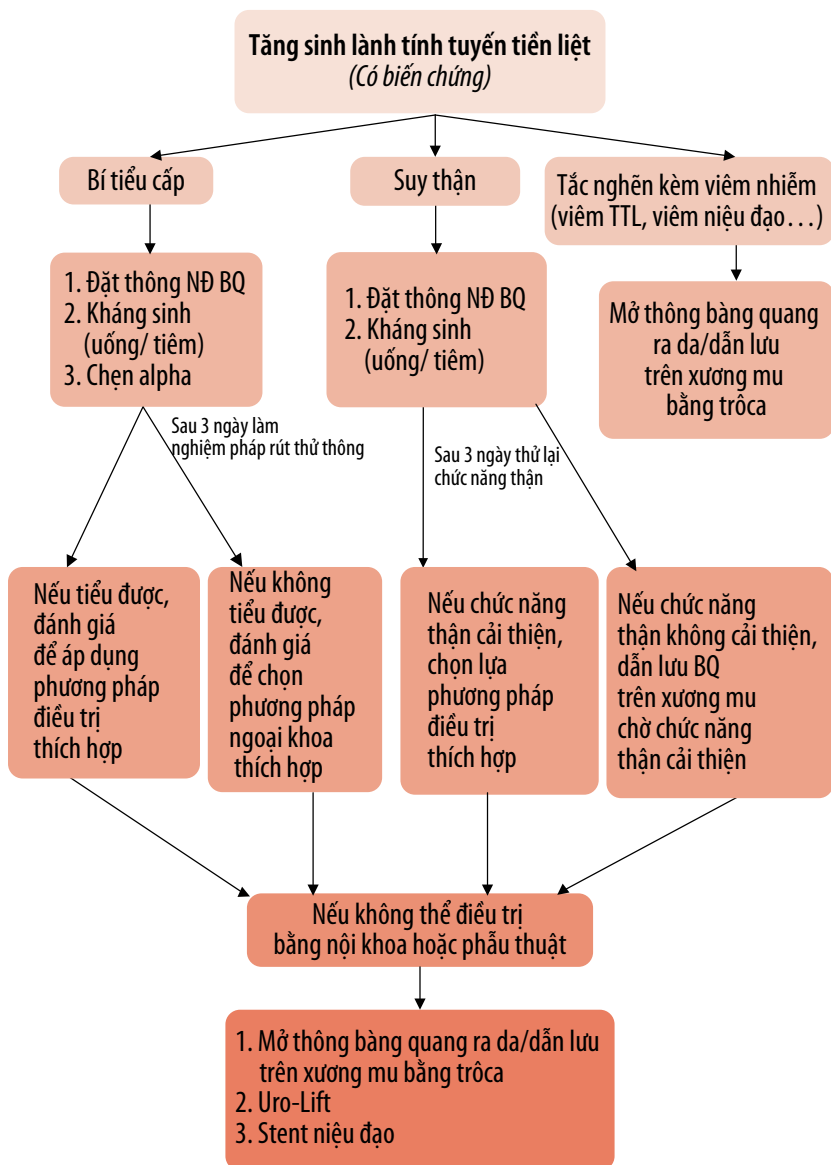 Tăng sinh lành tính tuyến tiền liệt
(Có biến chứng)
Bí tiểu cấp
Suy thận
Tắc nghẽn kèm viêm nhiễm
(viêm TTL, viêm niệu đạo…)
1. Đặt thông NĐ BQ
2. Kháng sinh
(uống/ tiêm)
3. Chẹn alpha
1. Đặt thông NĐ BQ
2. Kháng sinh
(uống/ tiêm)
Mở thông bàng quang
ra da/dẫn lưu
trên xương mu
bằng trôca
Sau 3 ngày làm
nghiệm pháp rút thử thông
Sau 3 ngày thử lại
chức năng thận
Nếu tiểu được,
đánh giá
để áp dụng
phương pháp
điều trị
thích hợp
Nếu không
tiểu được,
đánh giá
để chọn
phương pháp
ngoại khoa
thích hợp
Nếu chức năng
thận cải thiện,
chọn lựa
phương pháp
điều trị
thích hợp
Nếu chức năng
thận không cải thiện,
dẫn lưu BQ
trên xương mu
chờ chức năng
thận cải thiện
Nếu không thể điều trị
bằng nội khoa hoặc phẫu thuật
1. Mở thông bàng quang ra da/dẫn lưu
trên xương mu bằng trôca
2. Uro-Lift
3. Stent niệu đạo